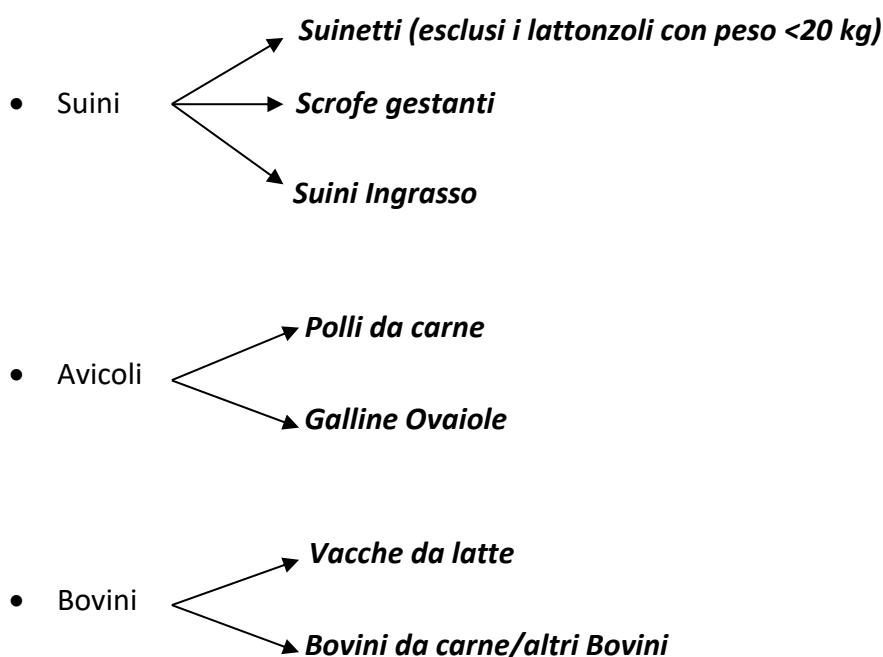 Suinetti (esclusi i lattonzoli con peso <20 kg)
• Suini
Scrofe gestanti
Suini Ingrasso
Polli da carne
• Avicoli
Galline Ovaiole
Vacche da latte
• Bovini
Bovini da carne/altri Bovini